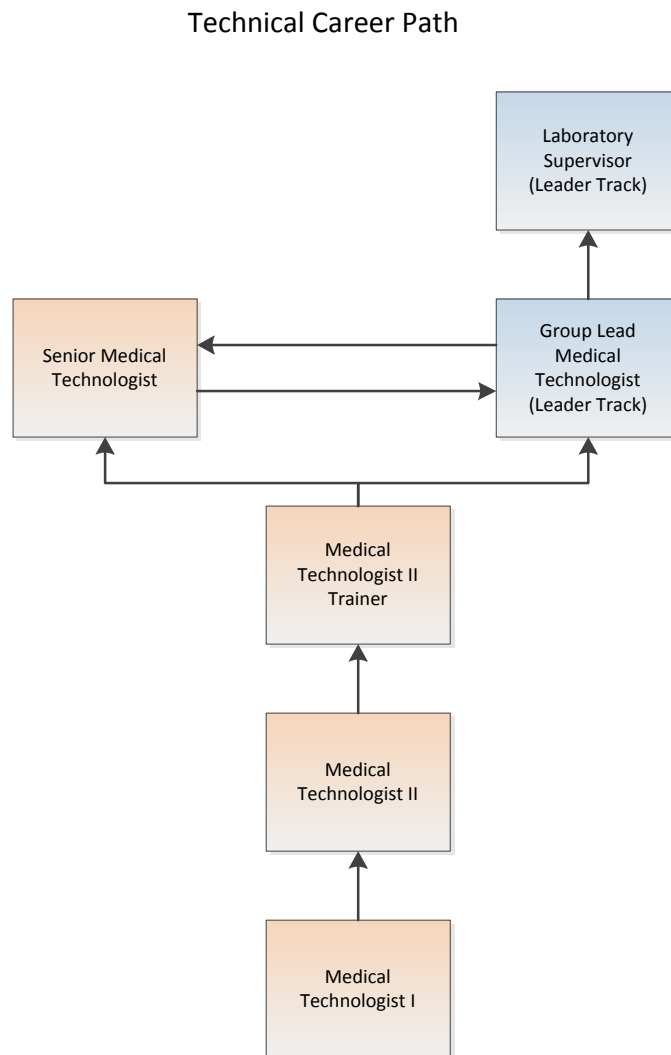 Technical Career Path
Laboratory
Supervisor
(Leader Track)
Senior Medical
Technologist
Group Lead
Medical
Technologist
(Leader Track)
Medical
Technologist II
Trainer
Medical
Technologist II
Medical
Technologist I